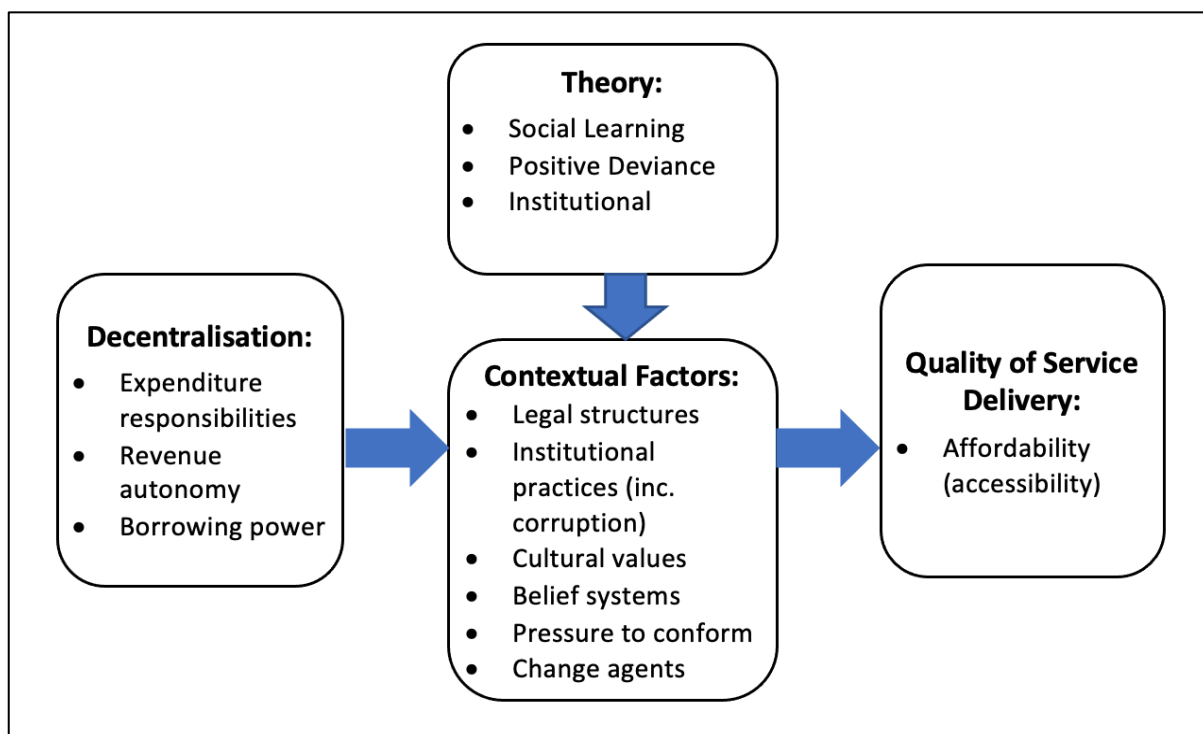 Theory:
• Social Learning
• Positive Deviance
• Institutional
Decentralisation:
• Expenditure
responsibilities
• Revenue
autonomy
• Borrowing power
Contextual Factors:
• Legal structures
• Institutional
practices (inc.
corruption)
• Cultural values
• Belief systems
• Pressure to conform
• Change agents
Quality of Service
Delivery:
• Affordability
(accessibility)